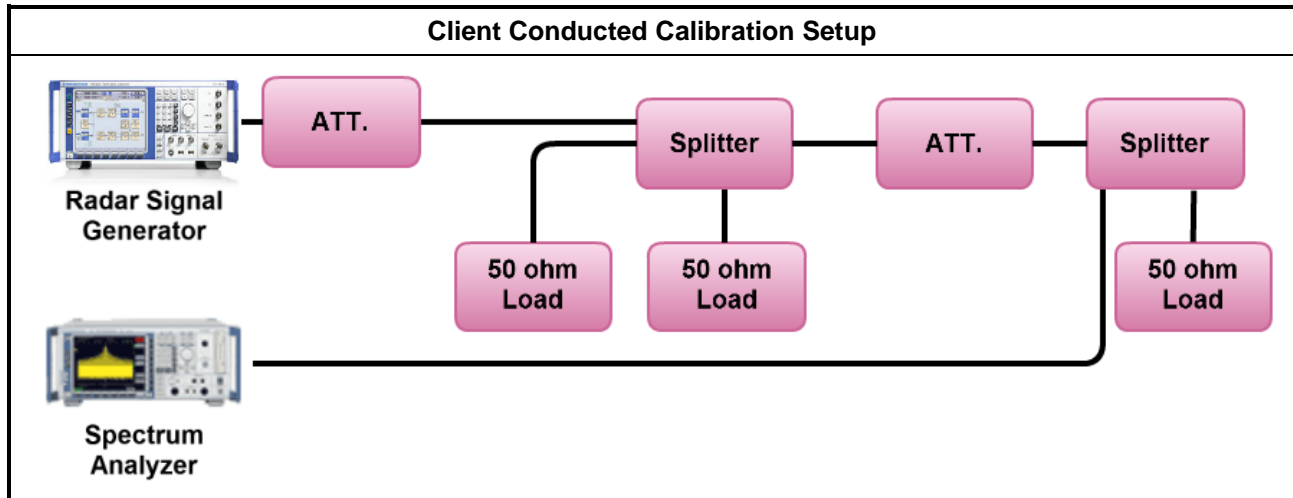 Client Conducted Calibration Setup
ATT.
Splitter
ATT.
Splitter
Radar Signal
Generator
50 ohm
Load
50 ohm
Load
50 ohm
Load
Spectrum
Analyzer